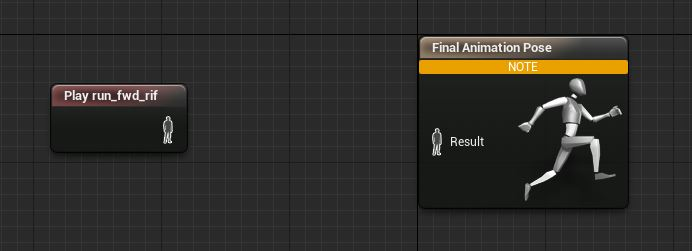 Final Animation Pose
NOTE
Play run_fwd_rif
Result